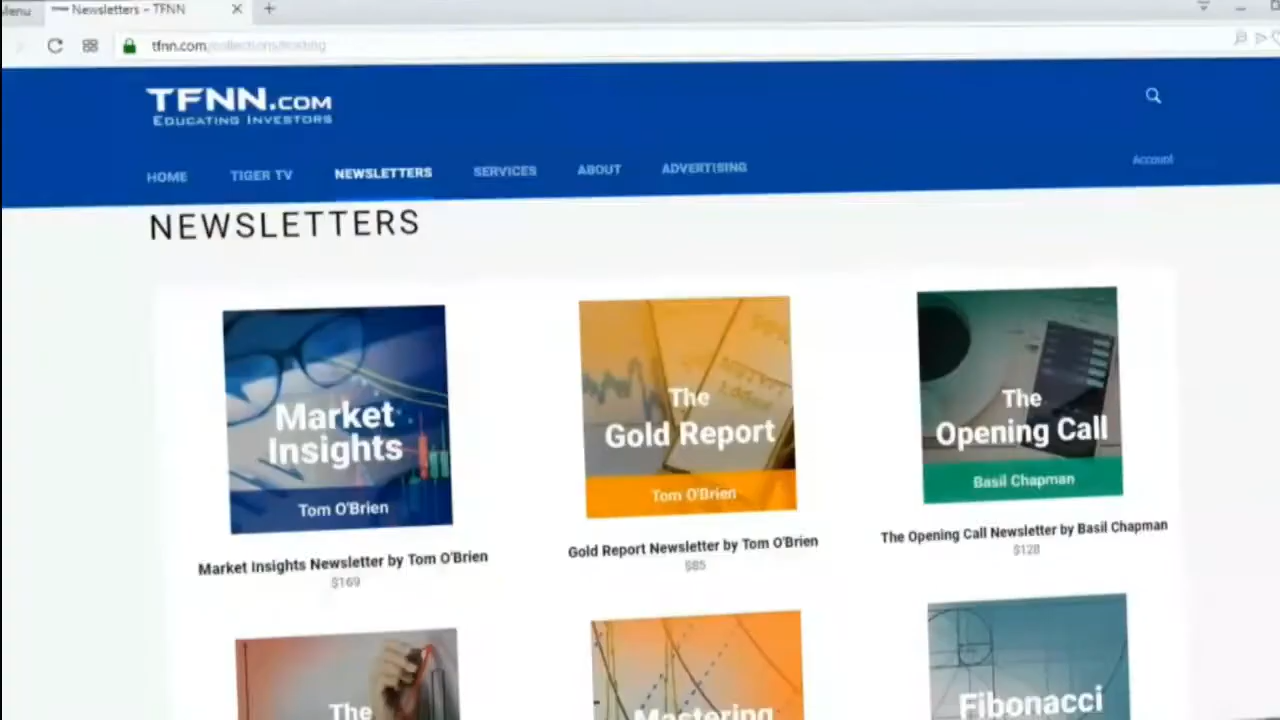 Menu
Newsletters – TFNN
tfnn.com
TFNN.COM
EDUCATING INVESTORS
Account
HOME TIGER TV NEWSLETTERS SERVICES ABOUT ADVERTISING
NEWSLETTERS
Market
Insights
Tom O'Brien
Market Insights Newsletter by Tom O'Brien
$169
The
Gold Report
Tom O'Brien
Gold Report Newsletter by Tom O'Brien
$85
The
Opening Call
Basil Chapman
The Opening Call Newsletter by Basil Chapman
$128
The
Mastering
Fibonacci